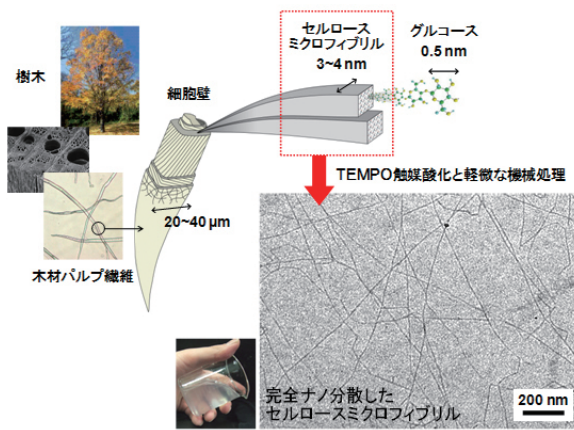 樹木
細胞壁
セルロース
ミクロフィブリル
3~4 nm
グルコース
0.5 nm
TEMPO触媒酸化と軽微な機械処理
20~40 μm
木材パルプ繊維
完全ナノ分散した
セルロースミクロフィブリル
200 nm